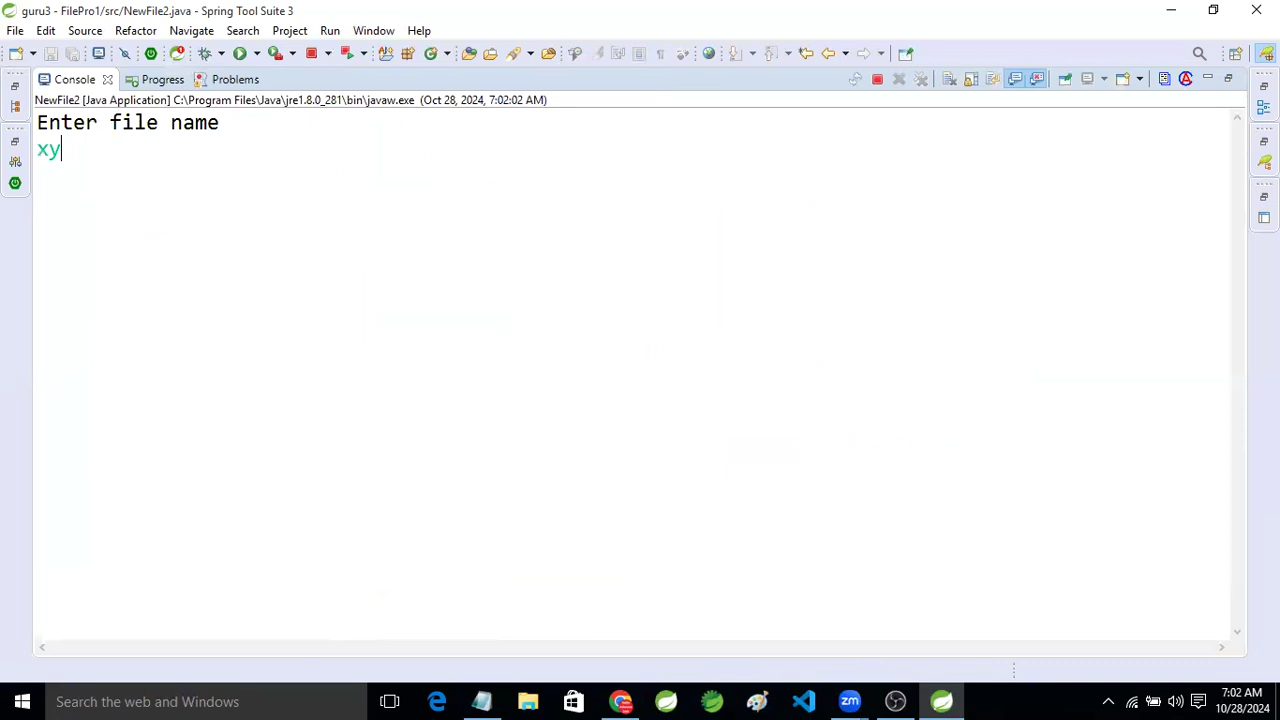 guru3 - FilePro1/src/NewFile2.java - Spring Tool Suite 3
File Edit Source Refactor Navigate Search Project Run Window Help
Console Progress Problems
NewFile2 [Java Application] C:\Program Files\Java\jre1.8.0_281\bin\javaw.exe (Oct 28, 2024, 7:02:02 AM)
Enter file name
xy
Search the web and Windows
zm
7:02 AM
10/28/2024